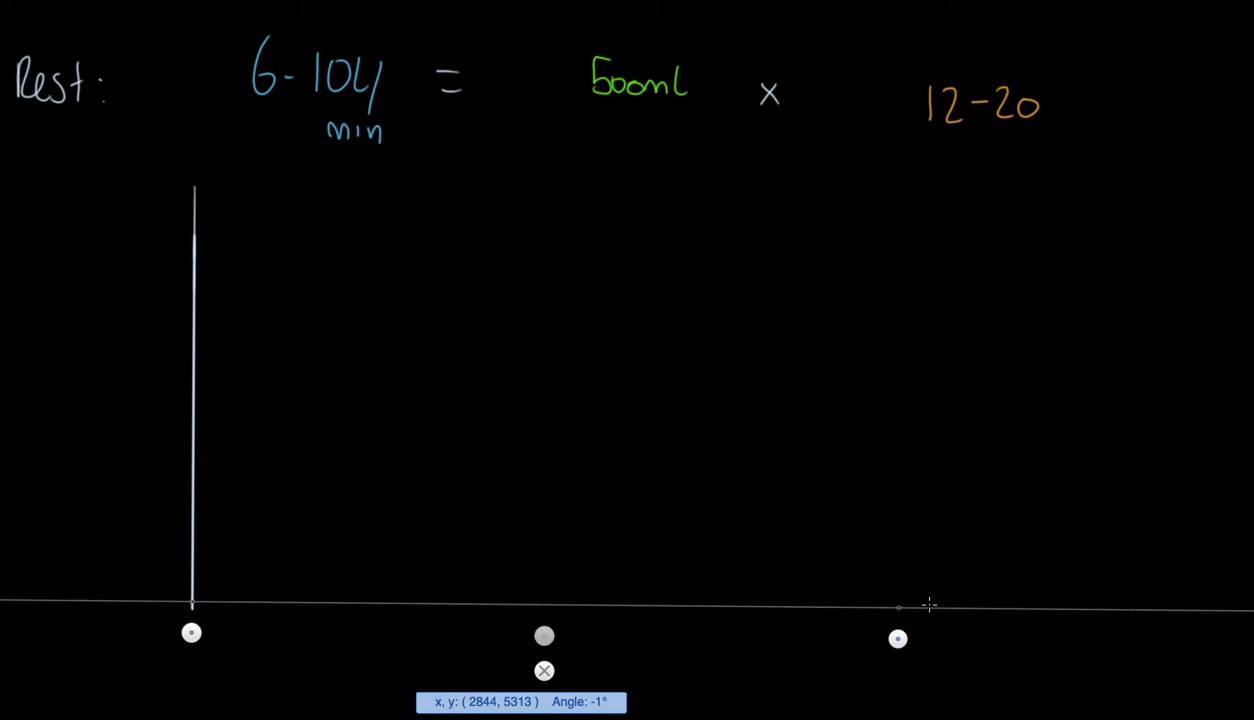 Rest: 6-10L/min = 500ml x 12-20
x, y: ( 2844, 5313 ) Angle: -1°